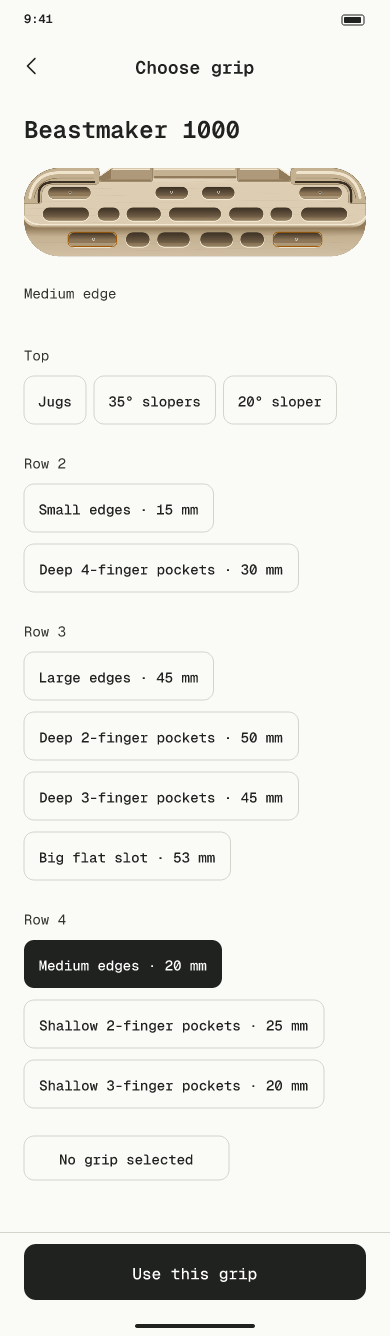 9:41
Choose grip
Beastmaker 1000
Medium edge
Top
Jugs
35° slopers
20° sloper
Row 2
Small edges · 15 mm
Deep 4-finger pockets · 30 mm
Row 3
Large edges · 45 mm
Deep 2-finger pockets · 50 mm
Deep 3-finger pockets · 45 mm
Big flat slot · 53 mm
Row 4
Medium edges · 20 mm
Shallow 2-finger pockets · 25 mm
Shallow 3-finger pockets · 20 mm
No grip selected
Use this grip